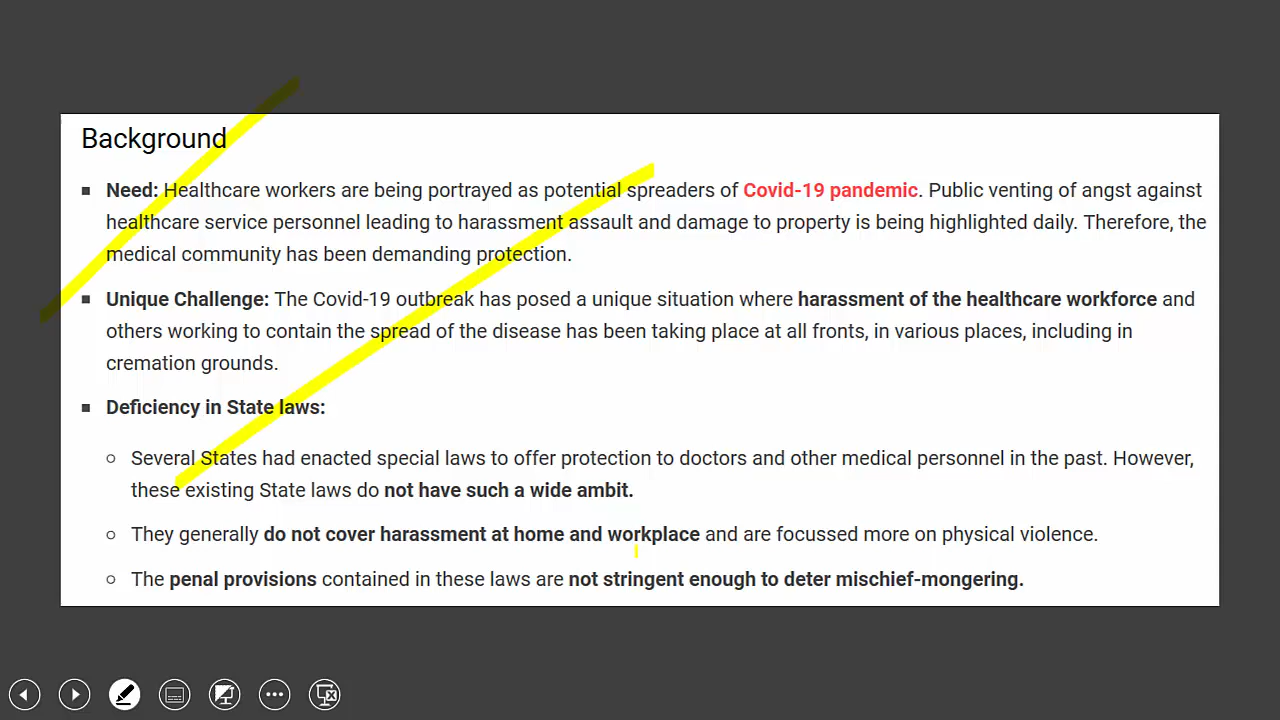 Background
Need: Healthcare workers are being portrayed as potential spreaders of Covid-19 pandemic. Public venting of angst against
healthcare service personnel leading to harassment assault and damage to property is being highlighted daily. Therefore, the
medical community has been demanding protection.
Unique Challenge: The Covid-19 outbreak has posed a unique situation where harassment of the healthcare workforce and
others working to contain the spread of the disease has been taking place at all fronts, in various places, including in
cremation grounds.
Deficiency in State laws:
Several States had enacted special laws to offer protection to doctors and other medical personnel in the past. However,
these existing State laws do not have such a wide ambit.
They generally do not cover harassment at home and workplace and are focussed more on physical violence.
The penal provisions contained in these laws are not stringent enough to deter mischief-mongering.